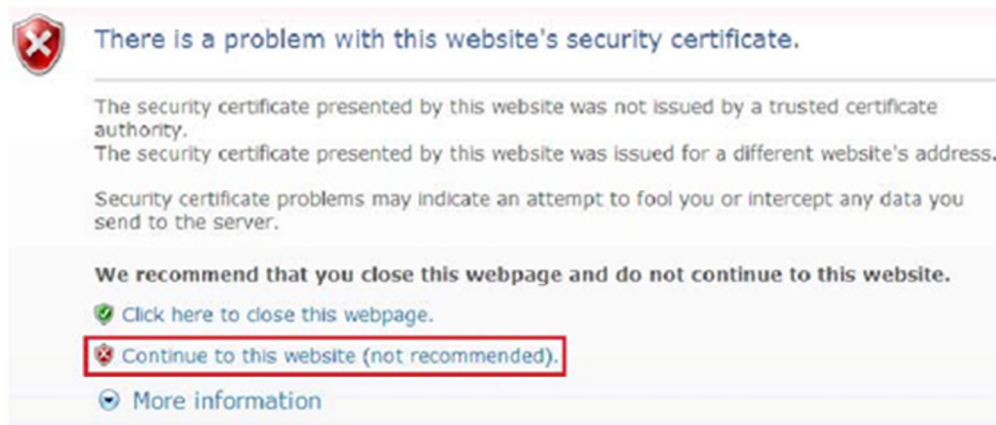 There is a problem with this website's security certificate.
The security certificate presented by this website was not issued by a trusted certificate
authority.
The security certificate presented by this website was issued for a different website's address.
Security certificate problems may indicate an attempt to fool you or intercept any data you
send to the server.
We recommend that you close this webpage and do not continue to this website.
Click here to close this webpage.
Continue to this website (not recommended).
More information